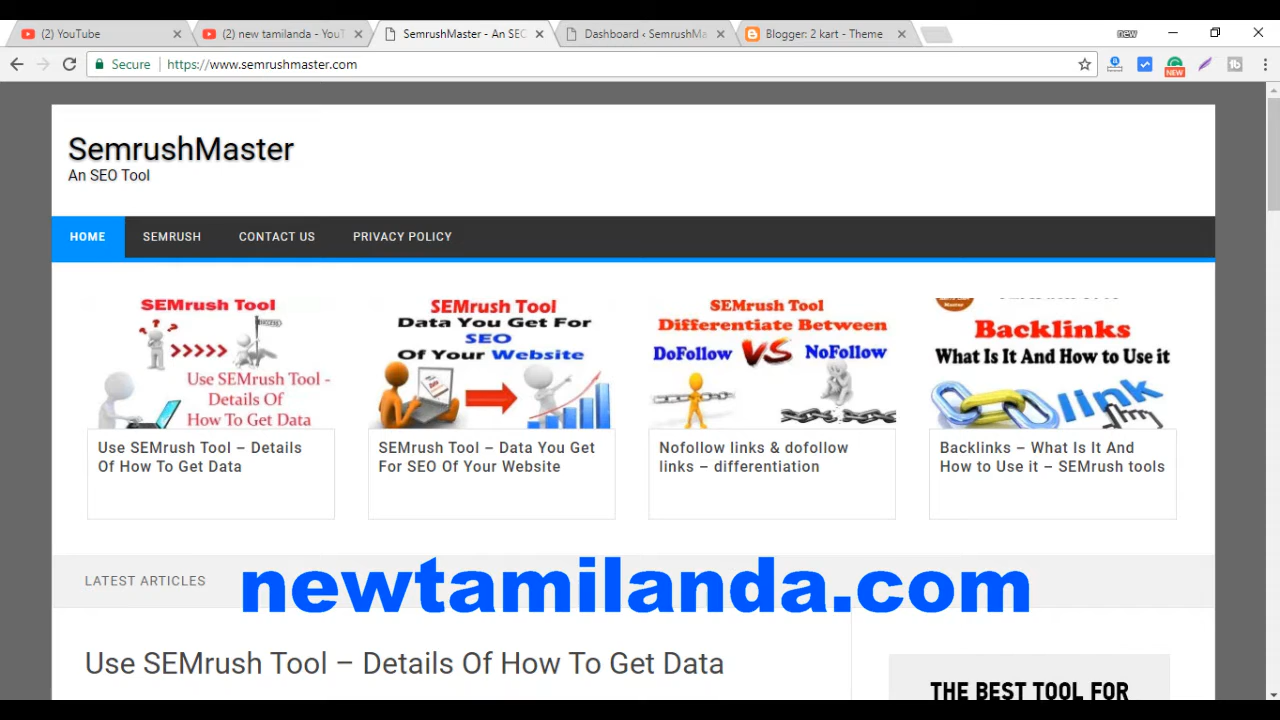 (2) YouTube
(2) new tamilanda - YouT
SemrushMaster - An SEO
Dashboard ‹ SemrushMa
Blogger: 2 kart - Theme
new
Secure
https://www.semrushmaster.com
NEW
SemrushMaster
An SEO Tool
HOME
SEMRUSH
CONTACT US
PRIVACY POLICY
SEMrush Tool
SUCCESS
Use SEMrush Tool -
Details Of
How To Get Data
Use SEMrush Tool – Details
Of How To Get Data
SEMrush Tool
Data You Get For
SEO
Of Your Website
SEMrush Tool – Data You Get
For SEO Of Your Website
SEMrush Tool
Differentiate Between
DoFollow VS NoFollow
Nofollow links & dofollow
links – differentiation
Backlinks
What Is It And How to Use it
link
Backlinks – What Is It And
How to Use it – SEMrush tools
LATEST ARTICLES
newtamilanda.com
Use SEMrush Tool – Details Of How To Get Data
THE BEST TOOL FOR